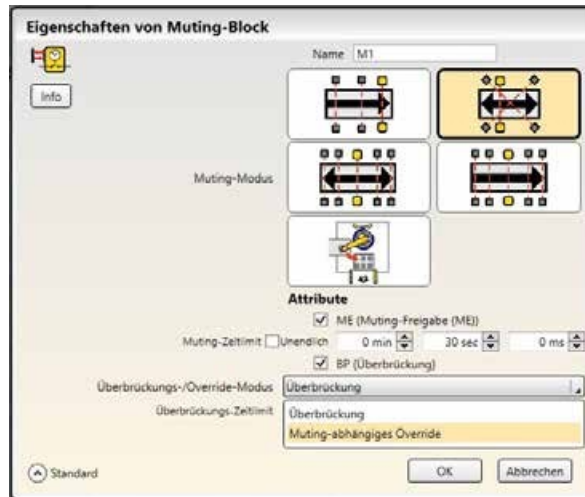 Eigenschaften von Muting-Block
Name M1
Info
Muting-Modus
Attribute
ME (Muting-Freigabe (ME))
Muting-Zeitlimit Unendlich 0 min 30 sec 0 ms
BP (Überbrückung)
Überbrückungs-/Override-Modus Überbrückung
Überbrückungs-Zeitlimit Überbrückung
Muting-abhängiges Override
Standard OK Abbrechen